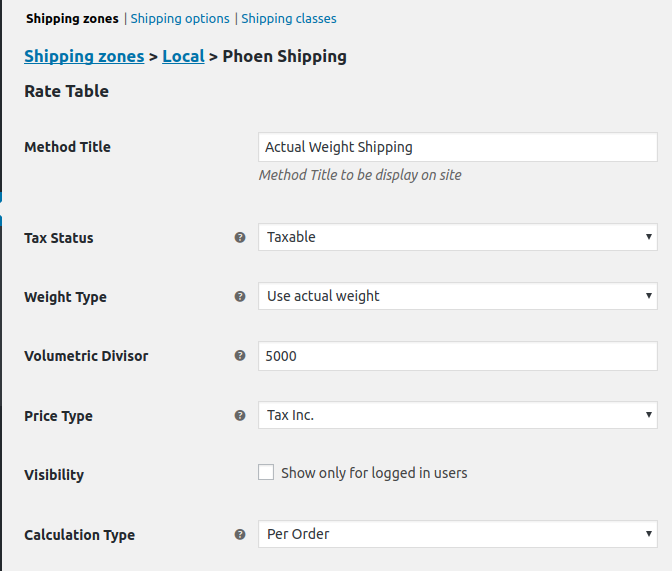 Shipping zones | Shipping options | Shipping classes
Shipping zones > Local > Phoen Shipping
Rate Table
Method Title
Actual Weight Shipping
Method Title to be display on site
Tax Status ? Taxable
Weight Type ? Use actual weight
Volumetric Divisor ? 5000
Price Type ? Tax Inc.
Visibility Show only for logged in users
Calculation Type ? Per Order